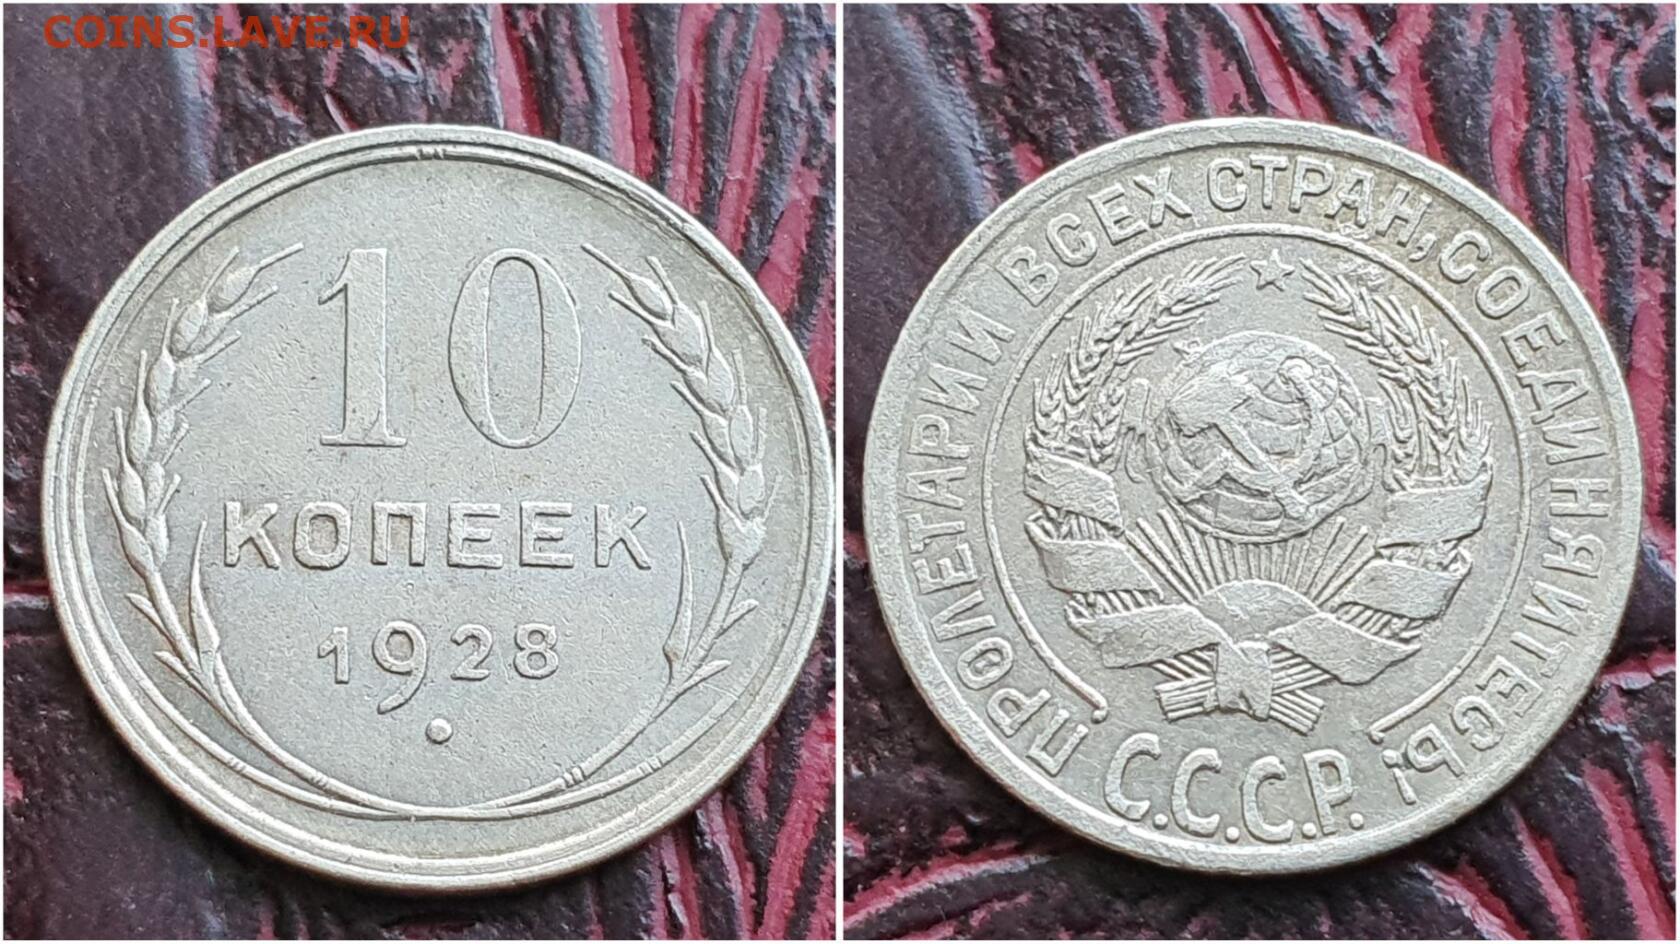 COINS.LAVE.RU
10
КОПЕЕК
1928
ПРОЛЕТАРИИ ВСЕХ СТРАН, СОЕДИНЯЙТЕСЬ!
С.С.С.Р.